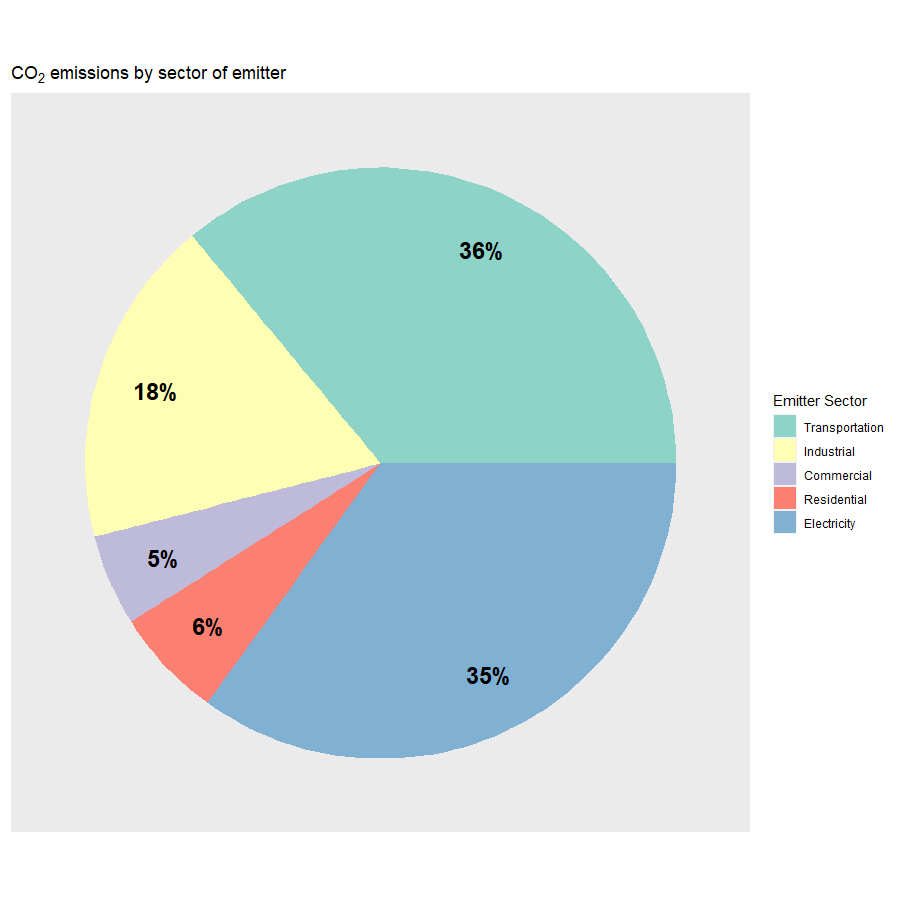 CO₂ emissions by sector of emitter
36%
18%
5%
6%
35%
Emitter Sector
Transportation
Industrial
Commercial
Residential
Electricity